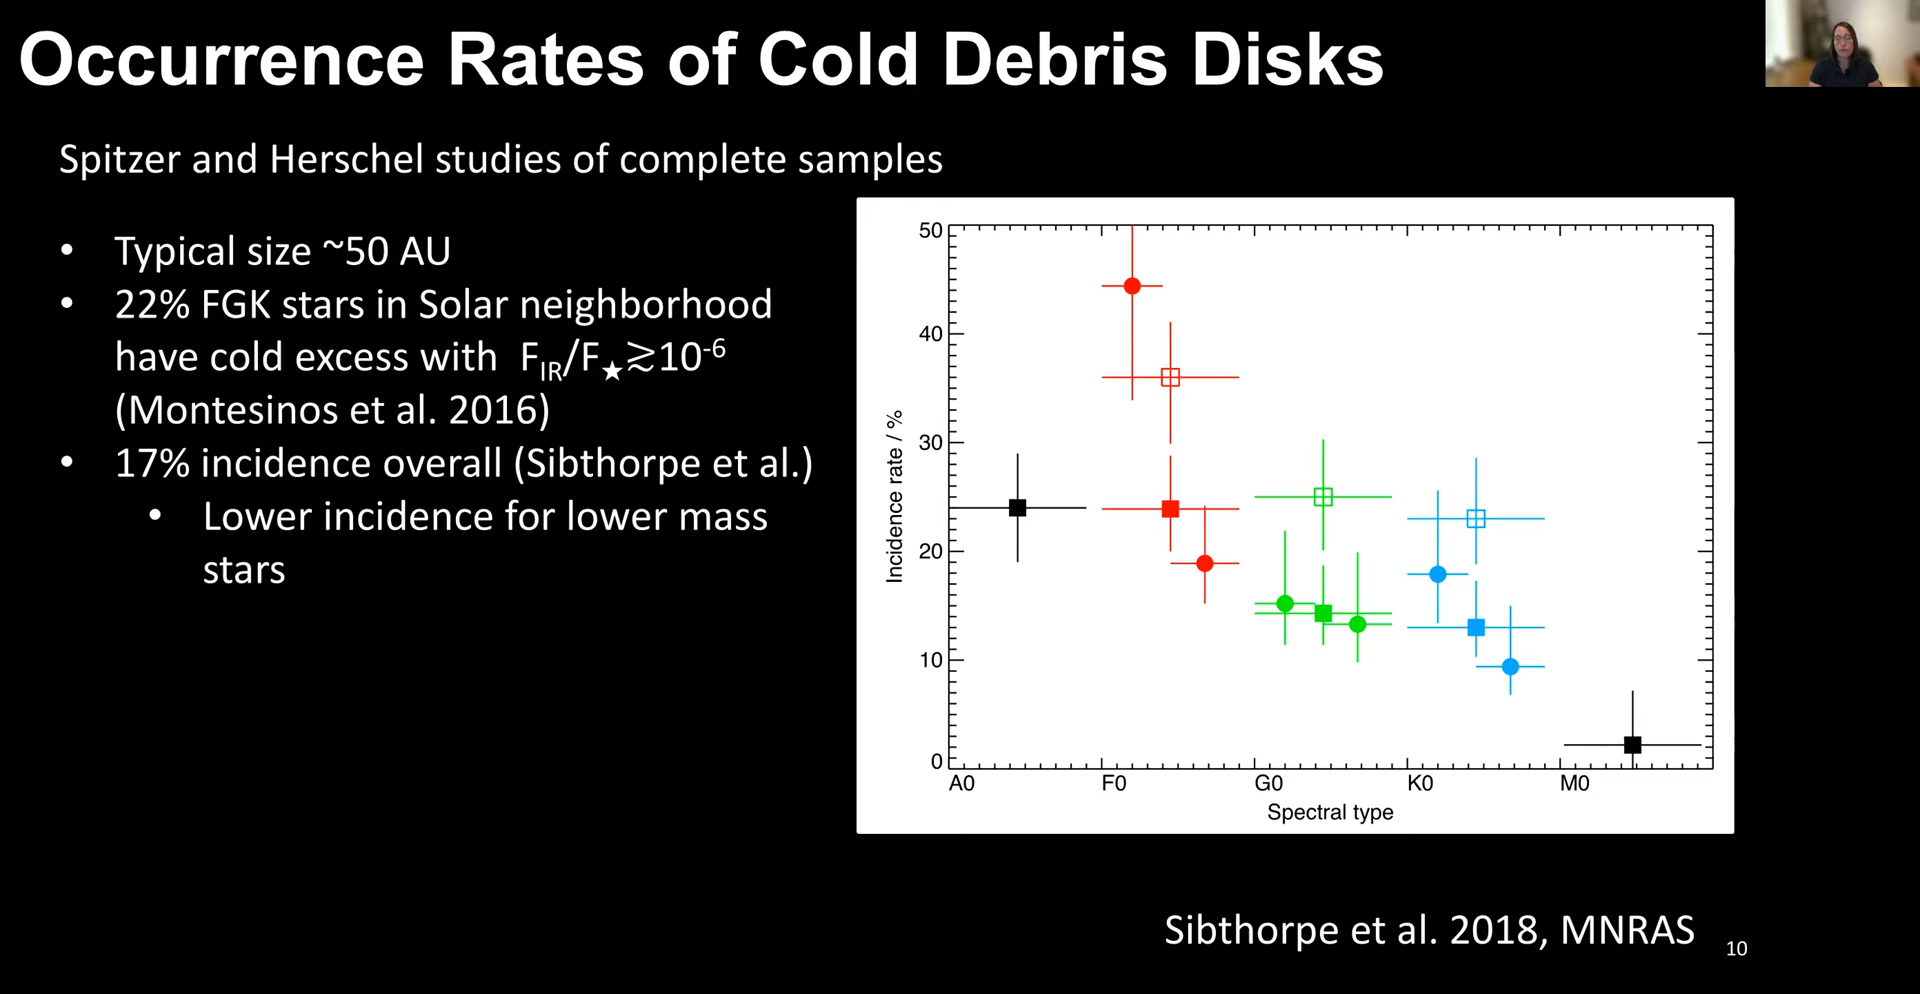 Occurrence Rates of Cold Debris Disks
Spitzer and Herschel studies of complete samples
• Typical size ~50 AU
• 22% FGK stars in Solar neighborhood
have cold excess with F_IR/F_★≳10^-6
(Montesinos et al. 2016)
• 17% incidence overall (Sibthorpe et al.)
• Lower incidence for lower mass
stars
50
40
30
20
10
0
Incidence rate / %
A0 F0 G0 K0 M0
Spectral type
Sibthorpe et al. 2018, MNRAS
10